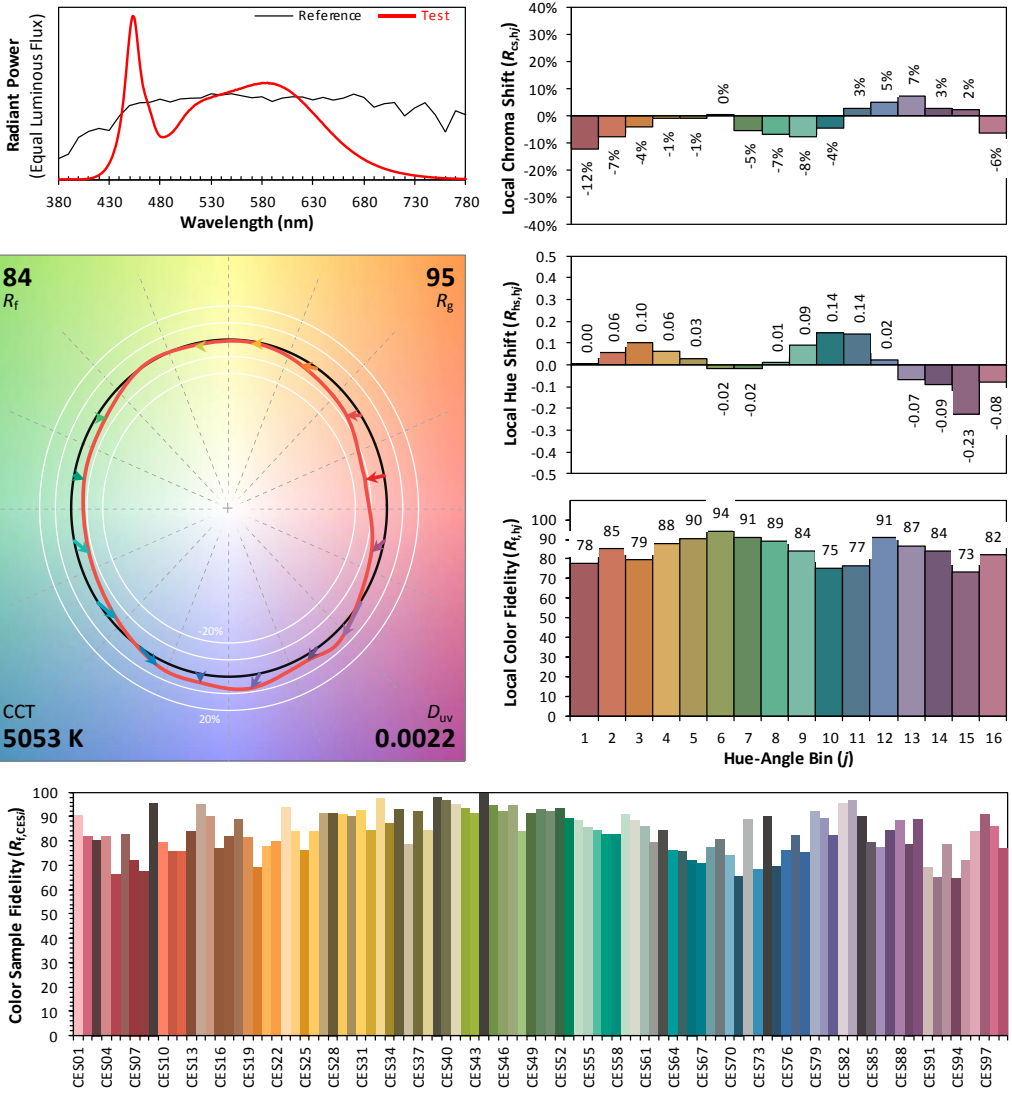 Reference
Test
Radiant Power
(Equal Luminous Flux)
380 430 480 530 580 630 680 730 780
Wavelength (nm)
Local Chroma Shift (Rcs,hj)
40%
30%
20%
10%
0%
-10%
-20%
-30%
-40%
-12% -7% -4% -1% -1% 0% -5% -7% -8% -4% 3% 5% 7% 3% 2% -6%
84
Rf
95
Rg
-20%
20%
CCT
5053 K
Duv
0.0022
Local Hue Shift (Rhs,hj)
0.5
0.4
0.3
0.2
0.1
0.0
-0.1
-0.2
-0.3
-0.4
-0.5
0.00 0.06 0.10 0.06 0.03 -0.02 -0.02 0.01 0.09 0.14 0.14 0.02 -0.07 -0.09 -0.23 -0.08
Local Color Fidelity (Rf,hj)
100
90
80
70
60
50
40
30
20
10
0
78 85 79 88 90 94 91 89 84 75 77 91 87 84 73 82
1 2 3 4 5 6 7 8 9 10 11 12 13 14 15 16
Hue-Angle Bin (j)
Color Sample Fidelity (Rf,CESi)
100
90
80
70
60
50
40
30
20
10
0
CES01 CES04 CES07 CES10 CES13 CES16 CES19 CES22 CES25 CES28 CES31 CES34 CES37 CES40 CES43 CES46 CES49 CES52 CES55 CES58 CES61 CES64 CES67 CES70 CES73 CES76 CES79 CES82 CES85 CES88 CES91 CES94 CES97